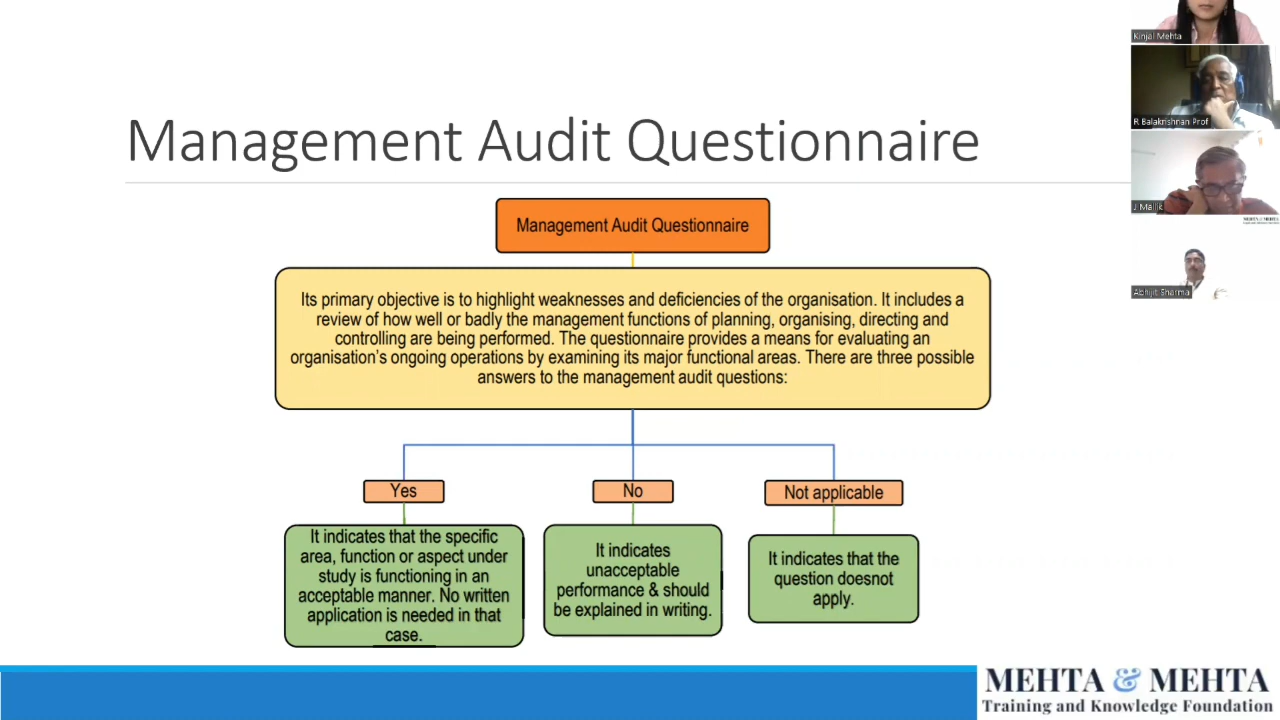 Management Audit Questionnaire
Management Audit Questionnaire
Its primary objective is to highlight weaknesses and deficiencies of the organisation. It includes a
review of how well or badly the management functions of planning, organising, directing and
controlling are being performed. The questionnaire provides a means for evaluating an
organisation's ongoing operations by examining its major functional areas. There are three possible
answers to the management audit questions:
Yes
No
Not applicable
It indicates that the specific
area, function or aspect under
study is functioning in an
acceptable manner. No written
application is needed in that
case.
It indicates
unacceptable
performance & should
be explained in writing.
It indicates that the
question doesnot
apply.
Kinjal Mehta
R Balakrishnan Prof
J Mallik
MEHTA & MEHTA
Abhijit Sharma
MEHTA & MEHTA
Training and Knowledge Foundation